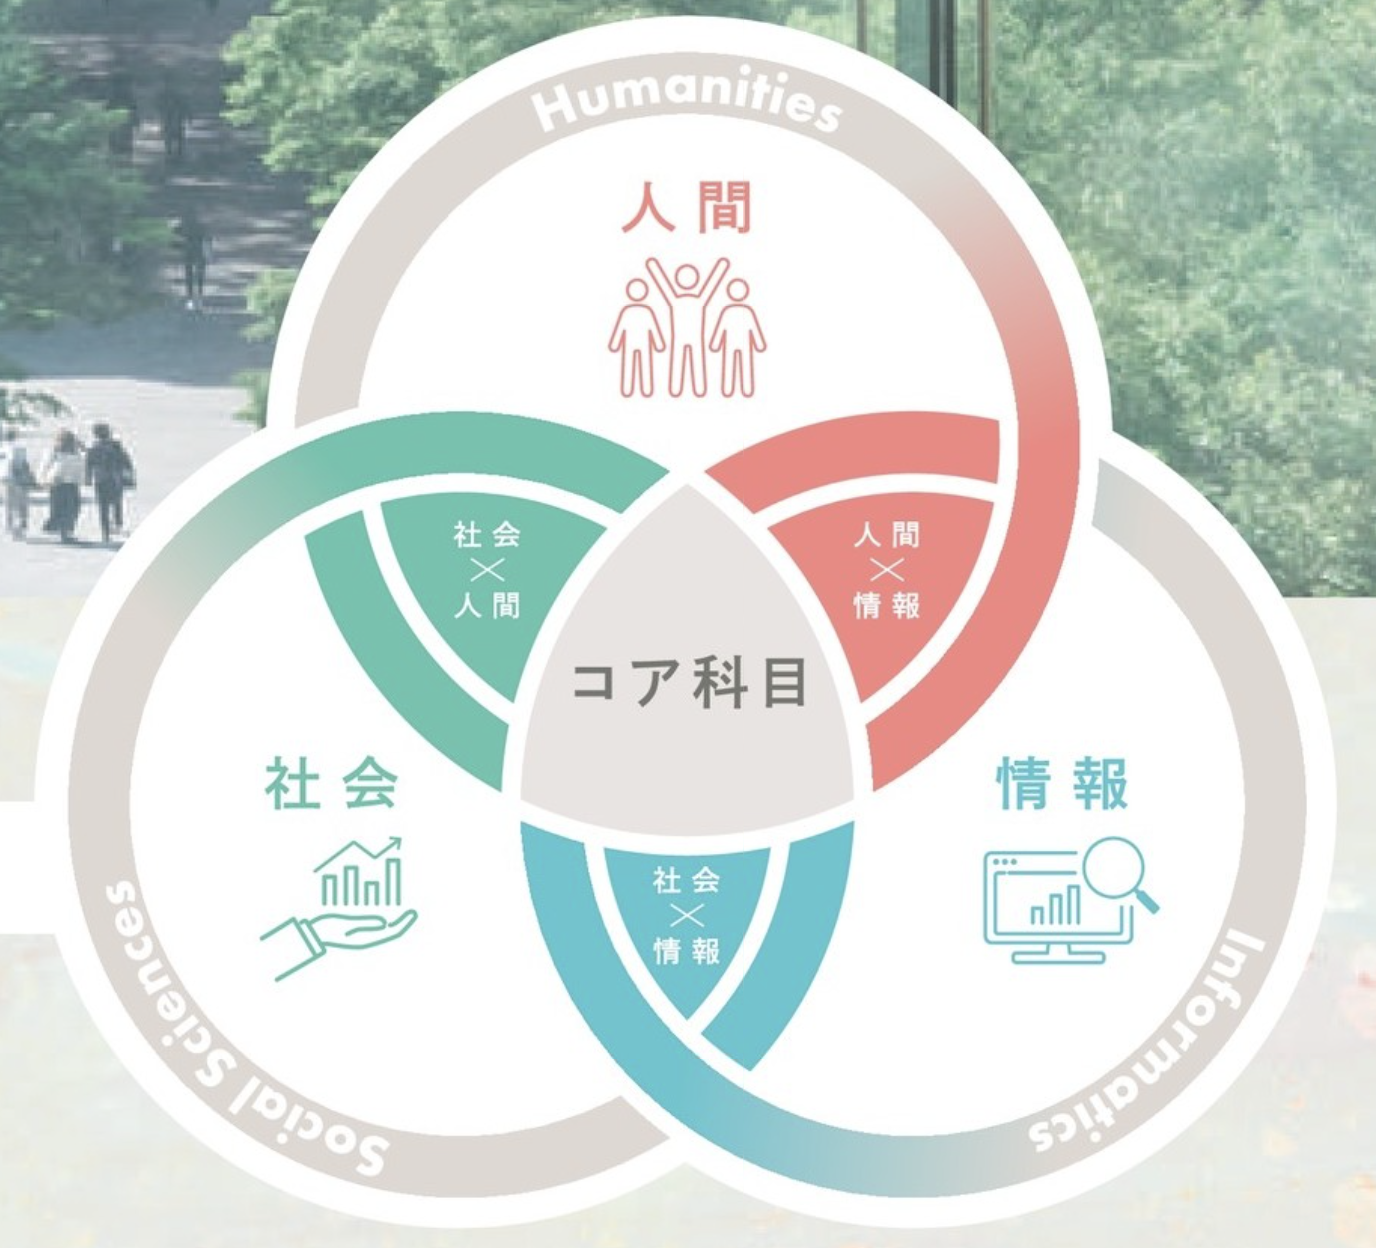 Humanities
人間
社会
×
人間
人間
×
情報
コア科目
社会
情報
社会
×
情報
Social Sciences
Informatics